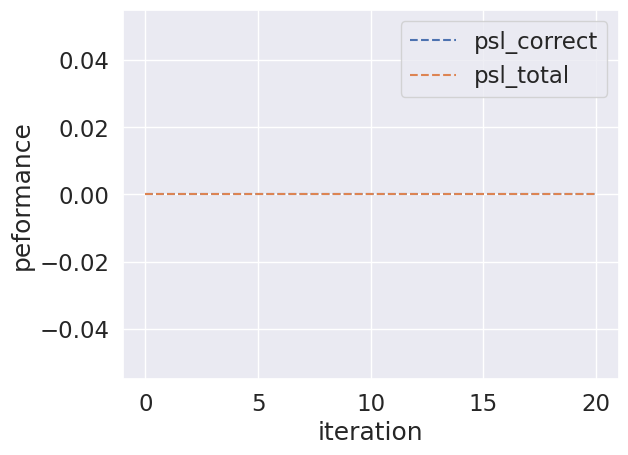 psl_correct
psl_total
peformance
0.04
0.02
0.00
−0.02
−0.04
0 5 10 15 20
iteration